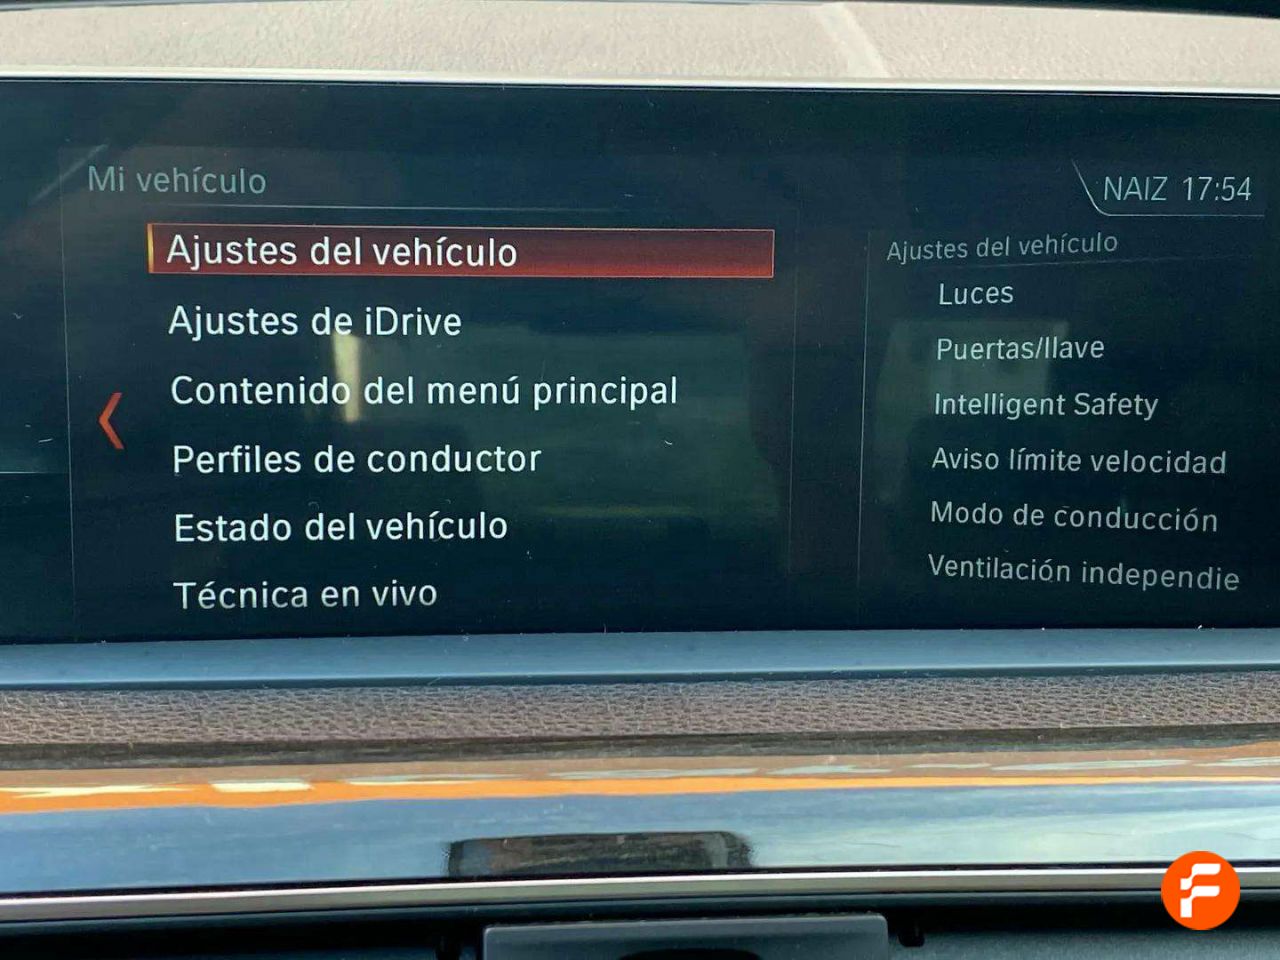 Mi vehículo
NAIZ 17:54
Ajustes del vehículo
Ajustes de iDrive
Contenido del menú principal
Perfiles de conductor
Estado del vehículo
Técnica en vivo
Ajustes del vehículo
Luces
Puertas/llave
Intelligent Safety
Aviso límite velocidad
Modo de conducción
Ventilación independie